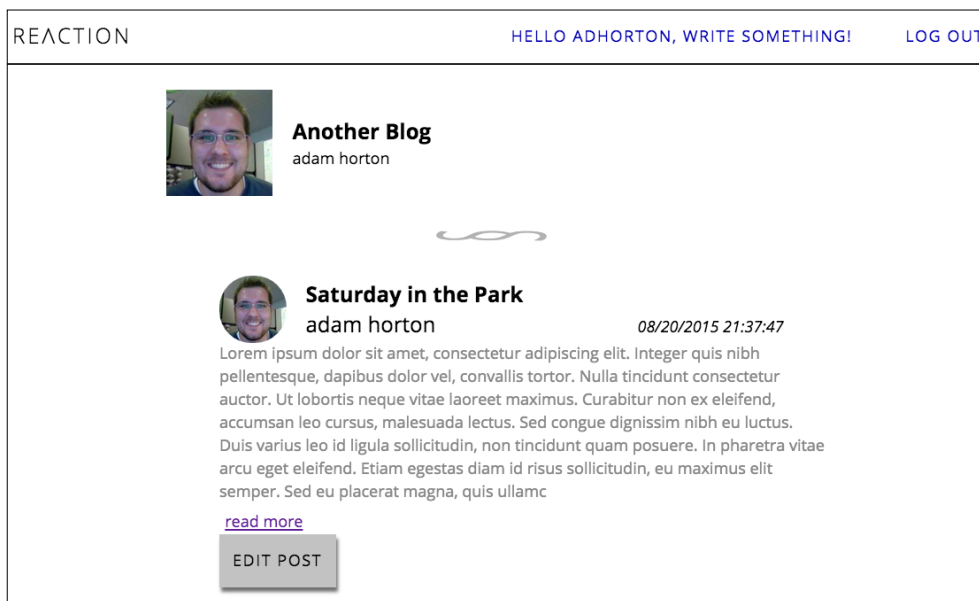 REACTION
HELLO ADHORTON, WRITE SOMETHING!
LOG OUT
Another Blog
adam horton
Saturday in the Park
adam horton
08/20/2015 21:37:47
Lorem ipsum dolor sit amet, consectetur adipiscing elit. Integer quis nibh
pellentesque, dapibus dolor vel, convallis tortor. Nulla tincidunt consectetur
auctor. Ut lobortis neque vitae laoreet maximus. Curabitur non ex eleifend,
accumsan leo cursus, malesuada lectus. Sed congue dignissim nibh eu luctus.
Duis varius leo id ligula sollicitudin, non tincidunt quam posuere. In pharetra vitae
arcu eget eleifend. Etiam egestas diam id risus sollicitudin, eu maximus elit
semper. Sed eu placerat magna, quis ullamc
read more
EDIT POST